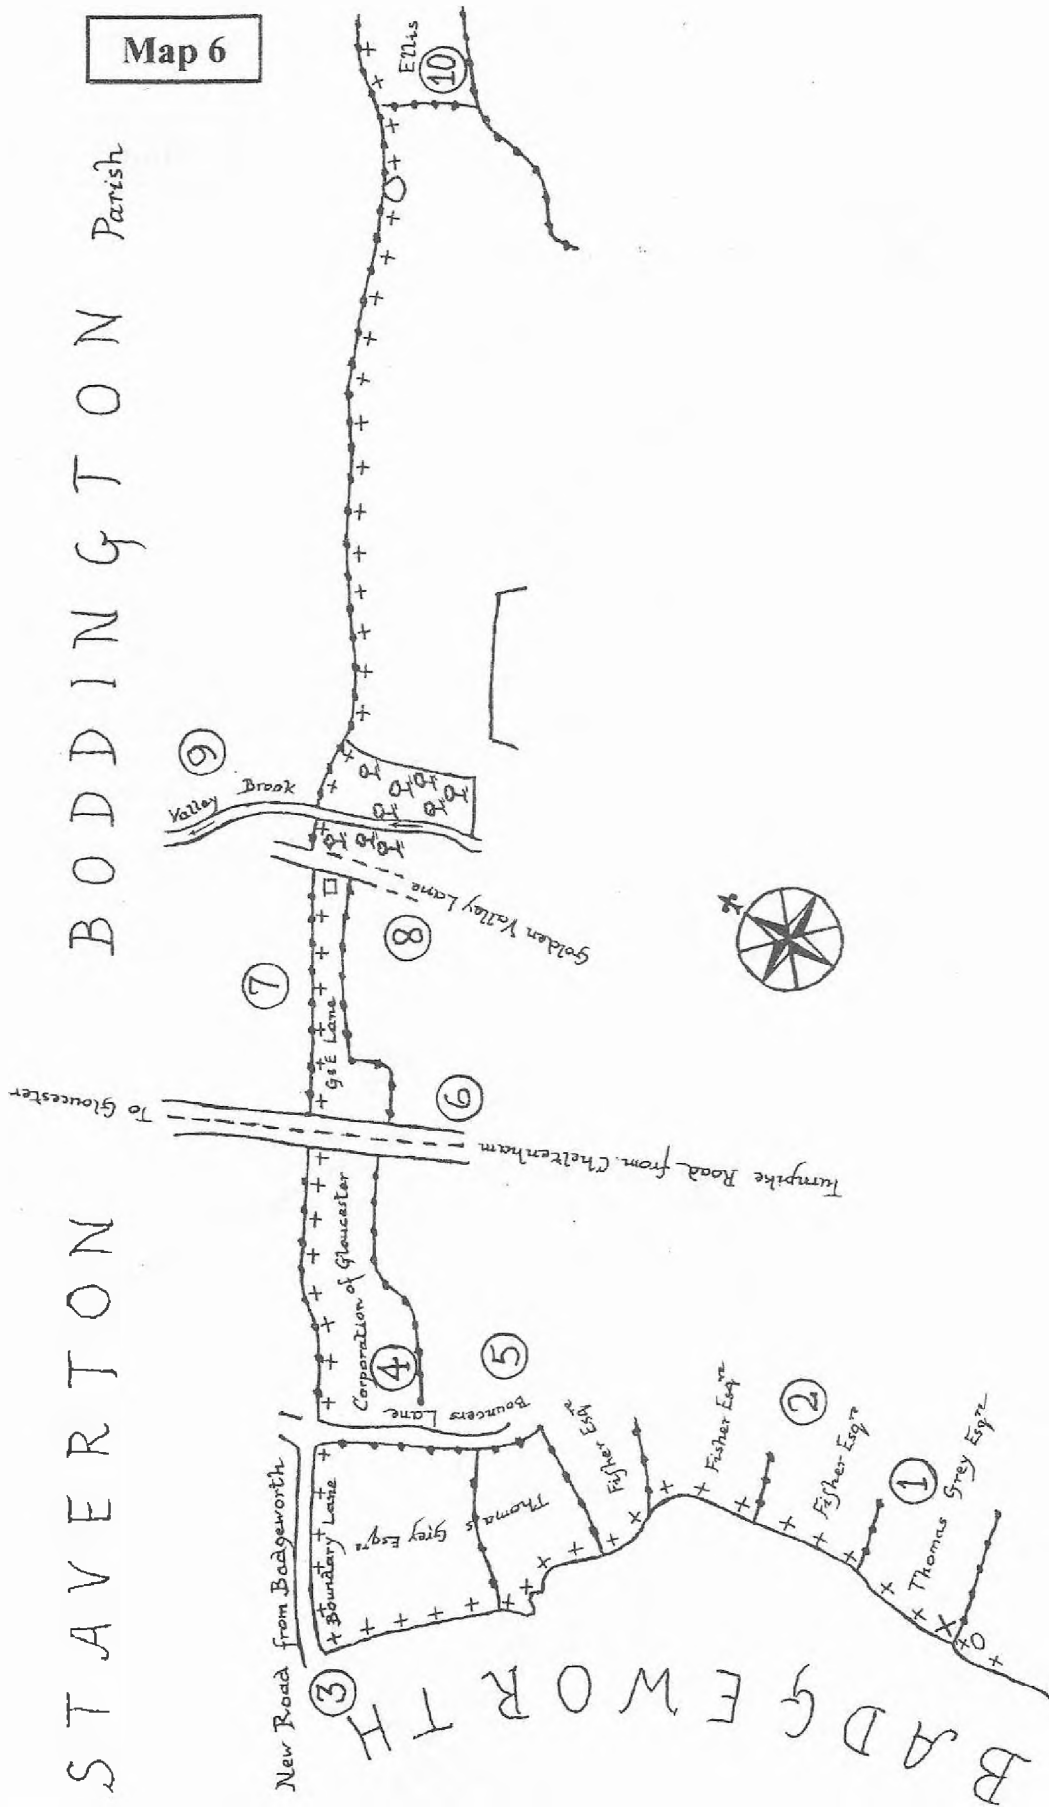 Map 6
STAVERTON
BODDINGTON Parish
BADGEWORTH
New Road from Badgeworth
3
Boundary Lane
Thomas
Grey Esqre
Bouncers Lane
5
Fisher Esqre
Fisher Esqre
2
Fisher Esqre
1
Thomas Grey Esqre
X
4
Corporation of Gloucester
To Gloucester
Turnpike Road from Cheltenham
6
7
G&E Lane
8
Golden Valley Lane
9
Valley Brook
10
Ellis